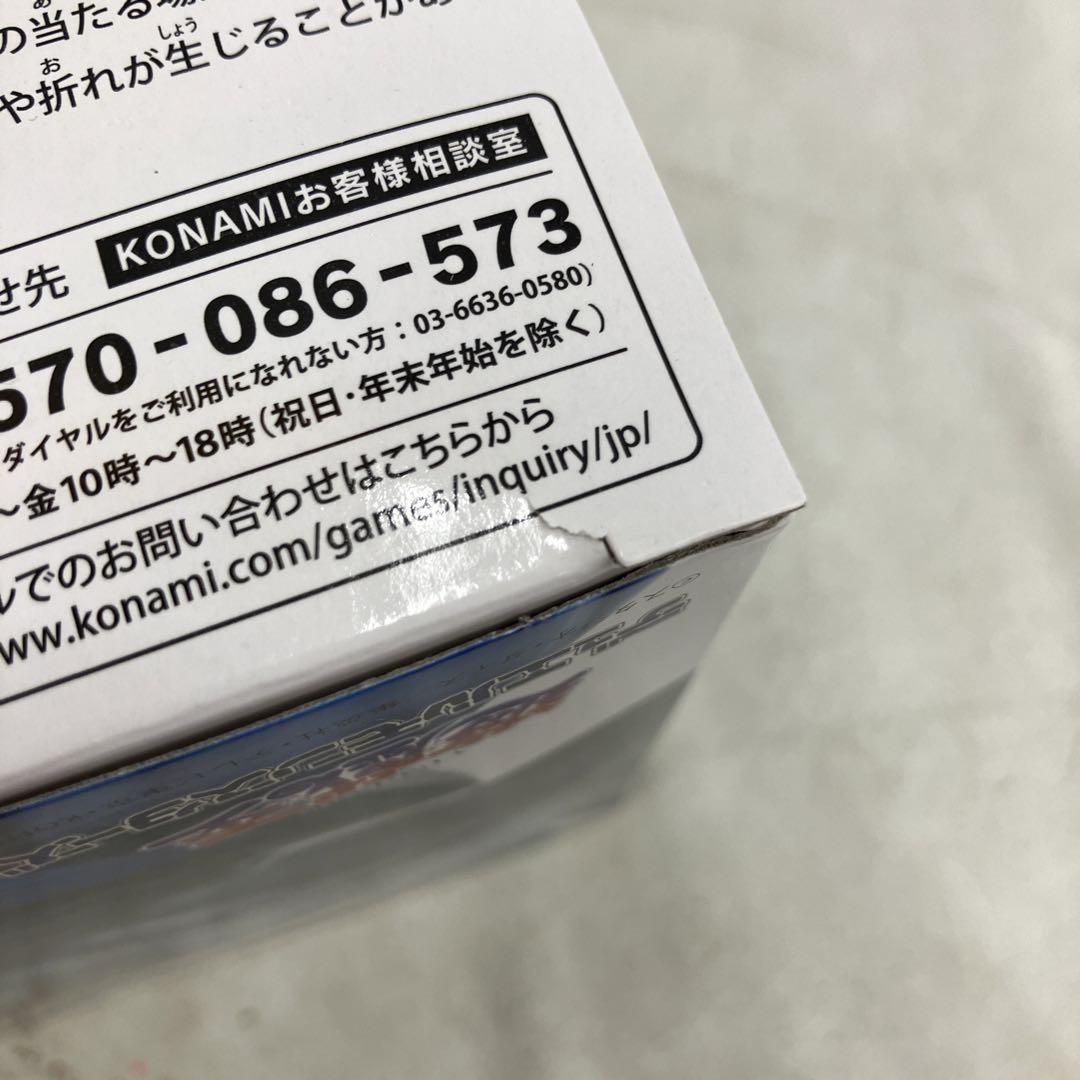 の当たる場
や折れが生じることがあ
せ先 KONAMIお客様相談室
570-086-573
ダイヤルをご利用になれない方：03-6636-0580)
～金10時～18時(祝日・年末年始を除く)
ルでのお問い合わせはこちらから
www.konami.com/games/inquiry/jp/